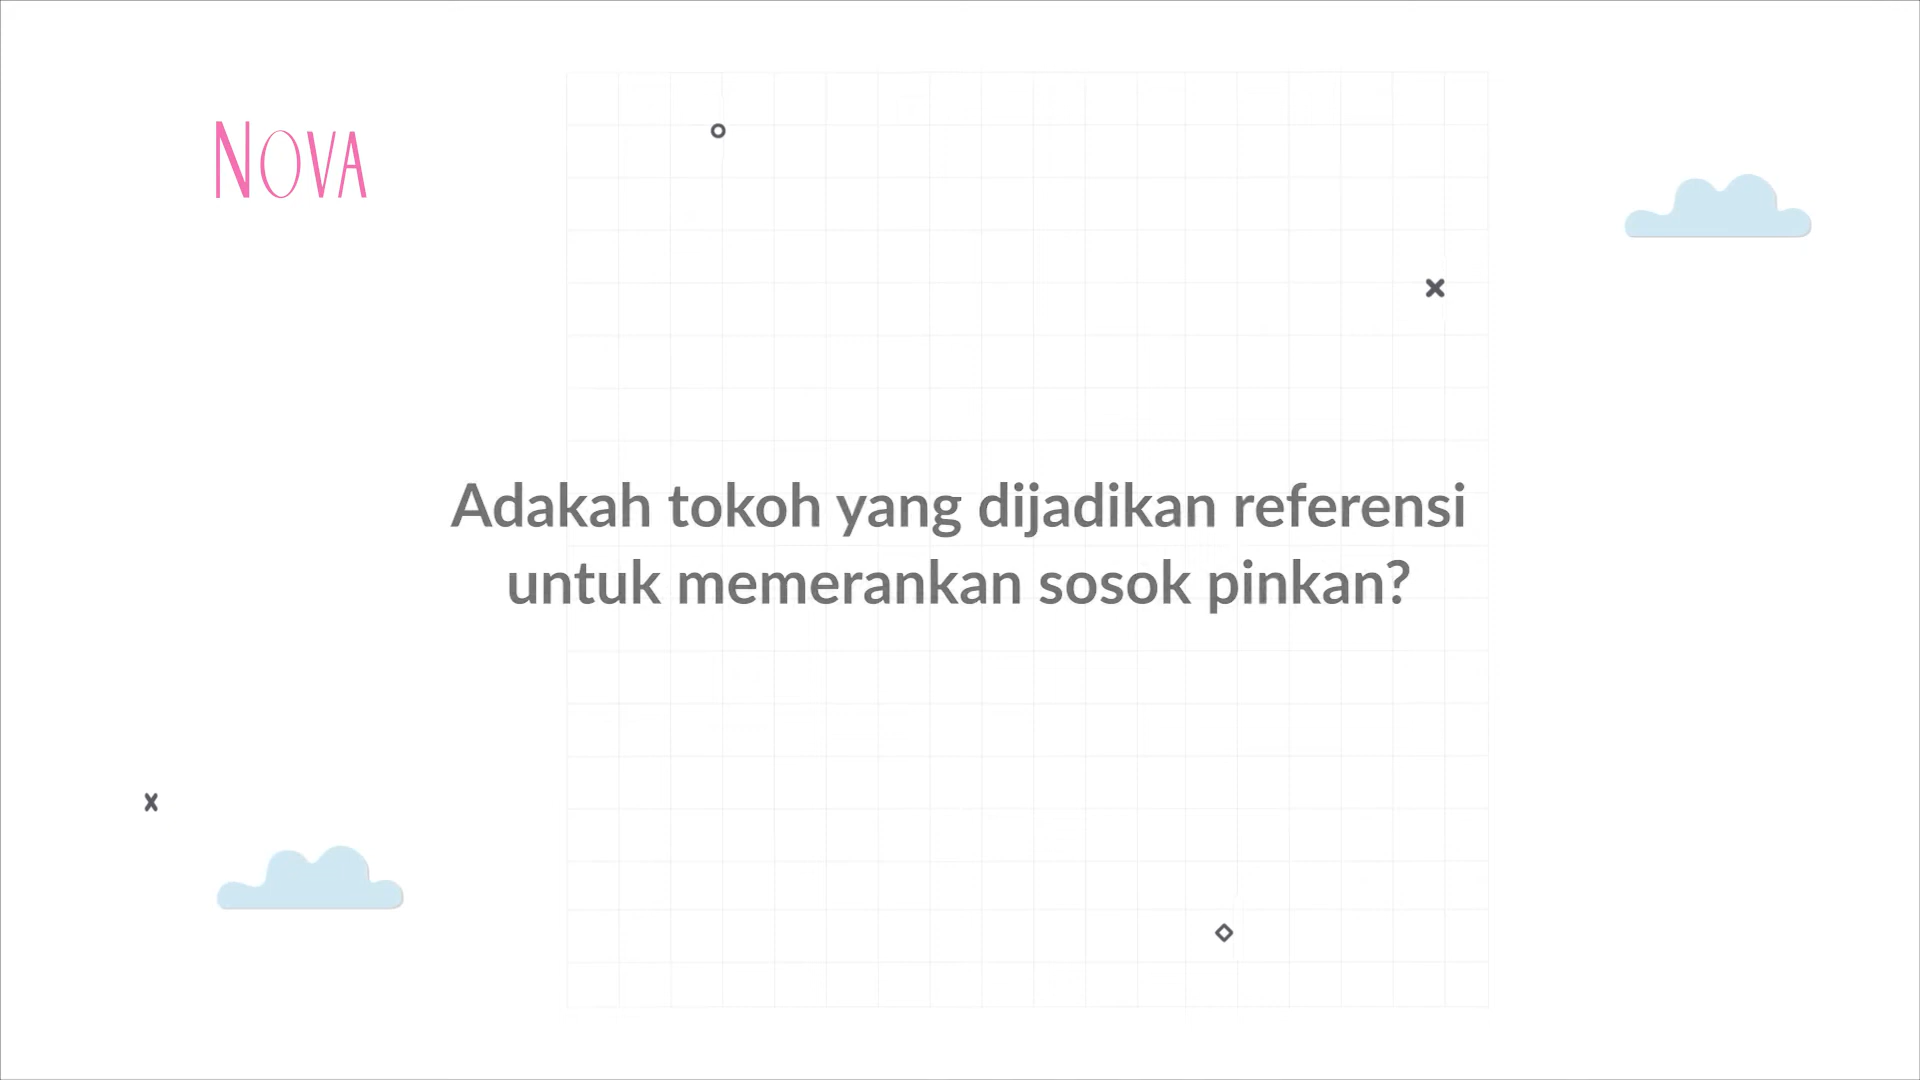 NOVA
Adakah tokoh yang dijadikan referensi
untuk memerankan sosok pinkan?